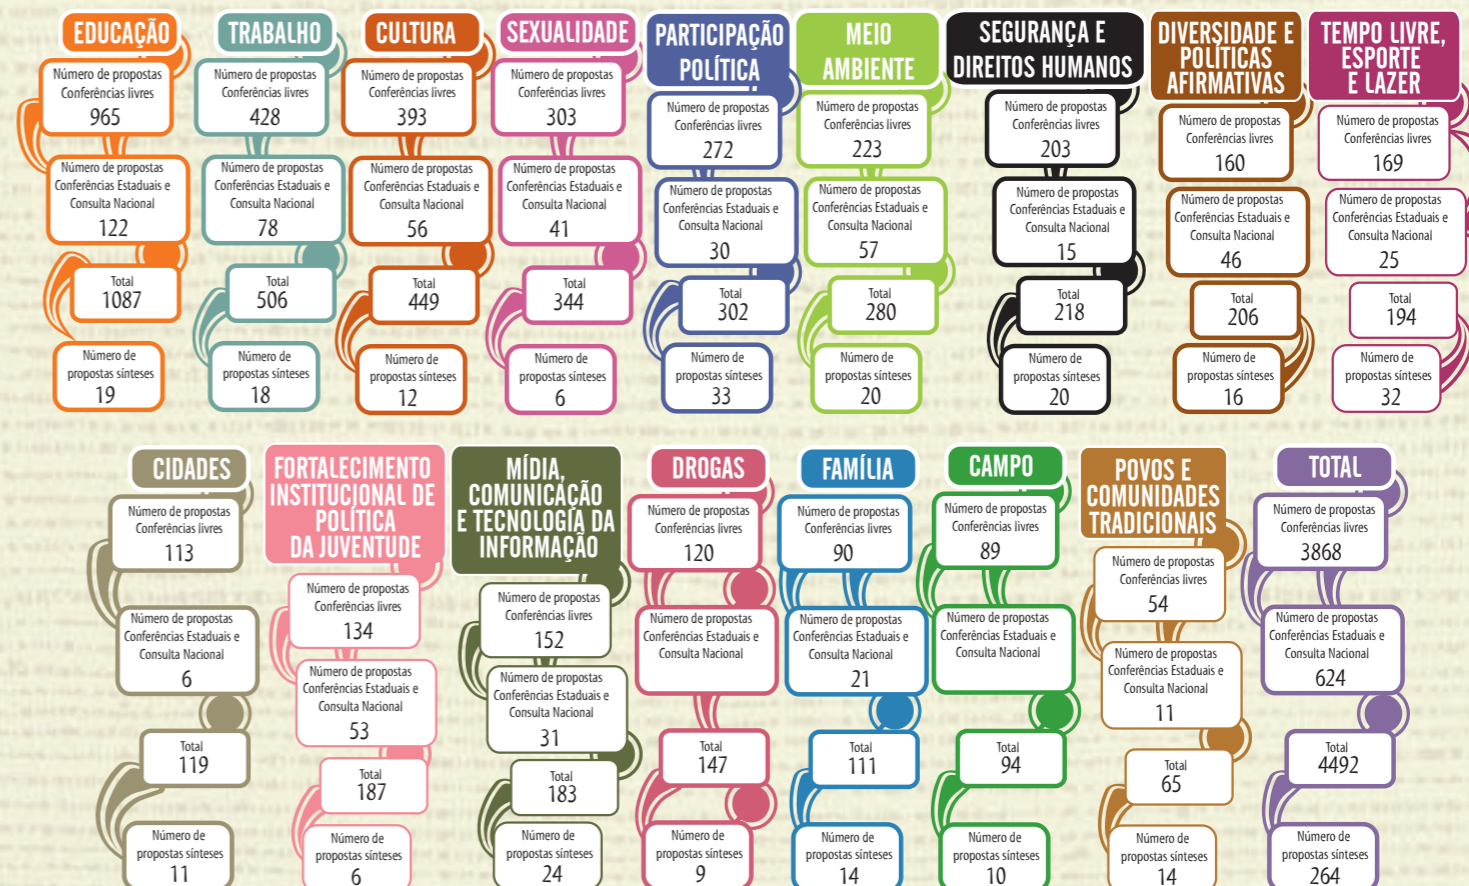 EDUCAÇÃO
Número de propostas
Conferências livres
965
Número de propostas
Conferências Estaduais e
Consulta Nacional
122
Total
1087
Número de
propostas sínteses
19
TRABALHO
Número de propostas
Conferências livres
428
Número de propostas
Conferências Estaduais e
Consulta Nacional
78
Total
506
Número de
propostas sínteses
18
CULTURA
Número de propostas
Conferências livres
393
Número de propostas
Conferências Estaduais e
Consulta Nacional
56
Total
449
Número de
propostas sínteses
12
SEXUALIDADE
Número de propostas
Conferências livres
303
Número de propostas
Conferências Estaduais e
Consulta Nacional
41
Total
344
Número de
propostas sínteses
6
PARTICIPAÇÃO
POLÍTICA
Número de propostas
Conferências livres
272
Número de propostas
Conferências Estaduais e
Consulta Nacional
30
Total
302
Número de
propostas sínteses
33
MEIO
AMBIENTE
Número de propostas
Conferências livres
223
Número de propostas
Conferências Estaduais e
Consulta Nacional
57
Total
280
Número de
propostas sínteses
20
SEGURANÇA E
DIREITOS HUMANOS
Número de propostas
Conferências livres
203
Número de propostas
Conferências Estaduais e
Consulta Nacional
15
Total
218
Número de
propostas sínteses
20
DIVERSIDADE E
POLÍTICAS
AFIRMATIVAS
Número de propostas
Conferências livres
160
Número de propostas
Conferências Estaduais e
Consulta Nacional
46
Total
206
Número de
propostas sínteses
16
TEMPO LIVRE,
ESPORTE
E LAZER
Número de propostas
Conferências livres
169
Número de propostas
Conferências Estaduais e
Consulta Nacional
25
Total
194
Número de
propostas sínteses
32
CIDADES
Número de propostas
Conferências livres
113
Número de propostas
Conferências Estaduais e
Consulta Nacional
6
Total
119
Número de
propostas sínteses
11
FORTALECIMENTO
INSTITUCIONAL DE
POLÍTICA
DA JUVENTUDE
Número de propostas
Conferências livres
134
Número de propostas
Conferências Estaduais e
Consulta Nacional
53
Total
187
Número de
propostas sínteses
6
MÍDIA,
COMUNICAÇÃO
E TECNOLOGIA DA
INFORMAÇÃO
Número de propostas
Conferências livres
152
Número de propostas
Conferências Estaduais e
Consulta Nacional
31
Total
183
Número de
propostas sínteses
24
DROGAS
Número de propostas
Conferências livres
120
Número de propostas
Conferências Estaduais e
Consulta Nacional
Total
147
Número de
propostas sínteses
9
FAMÍLIA
Número de propostas
Conferências livres
90
Número de propostas
Conferências Estaduais e
Consulta Nacional
21
Total
111
Número de
propostas sínteses
14
CAMPO
Número de propostas
Conferências livres
89
Número de propostas
Conferências Estaduais e
Consulta Nacional
Total
94
Número de
propostas sínteses
10
POVOS E
COMUNIDADES
TRADICIONAIS
Número de propostas
Conferências livres
54
Número de propostas
Conferências Estaduais e
Consulta Nacional
11
Total
65
Número de
propostas sínteses
14
TOTAL
Número de propostas
Conferências livres
3868
Número de propostas
Conferências Estaduais e
Consulta Nacional
624
Total
4492
Número de
propostas sínteses
264